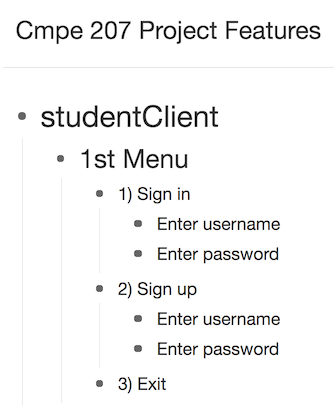 Cmpe 207 Project Features
studentClient
1st Menu
1) Sign in
Enter username
Enter password
2) Sign up
Enter username
Enter password
3) Exit